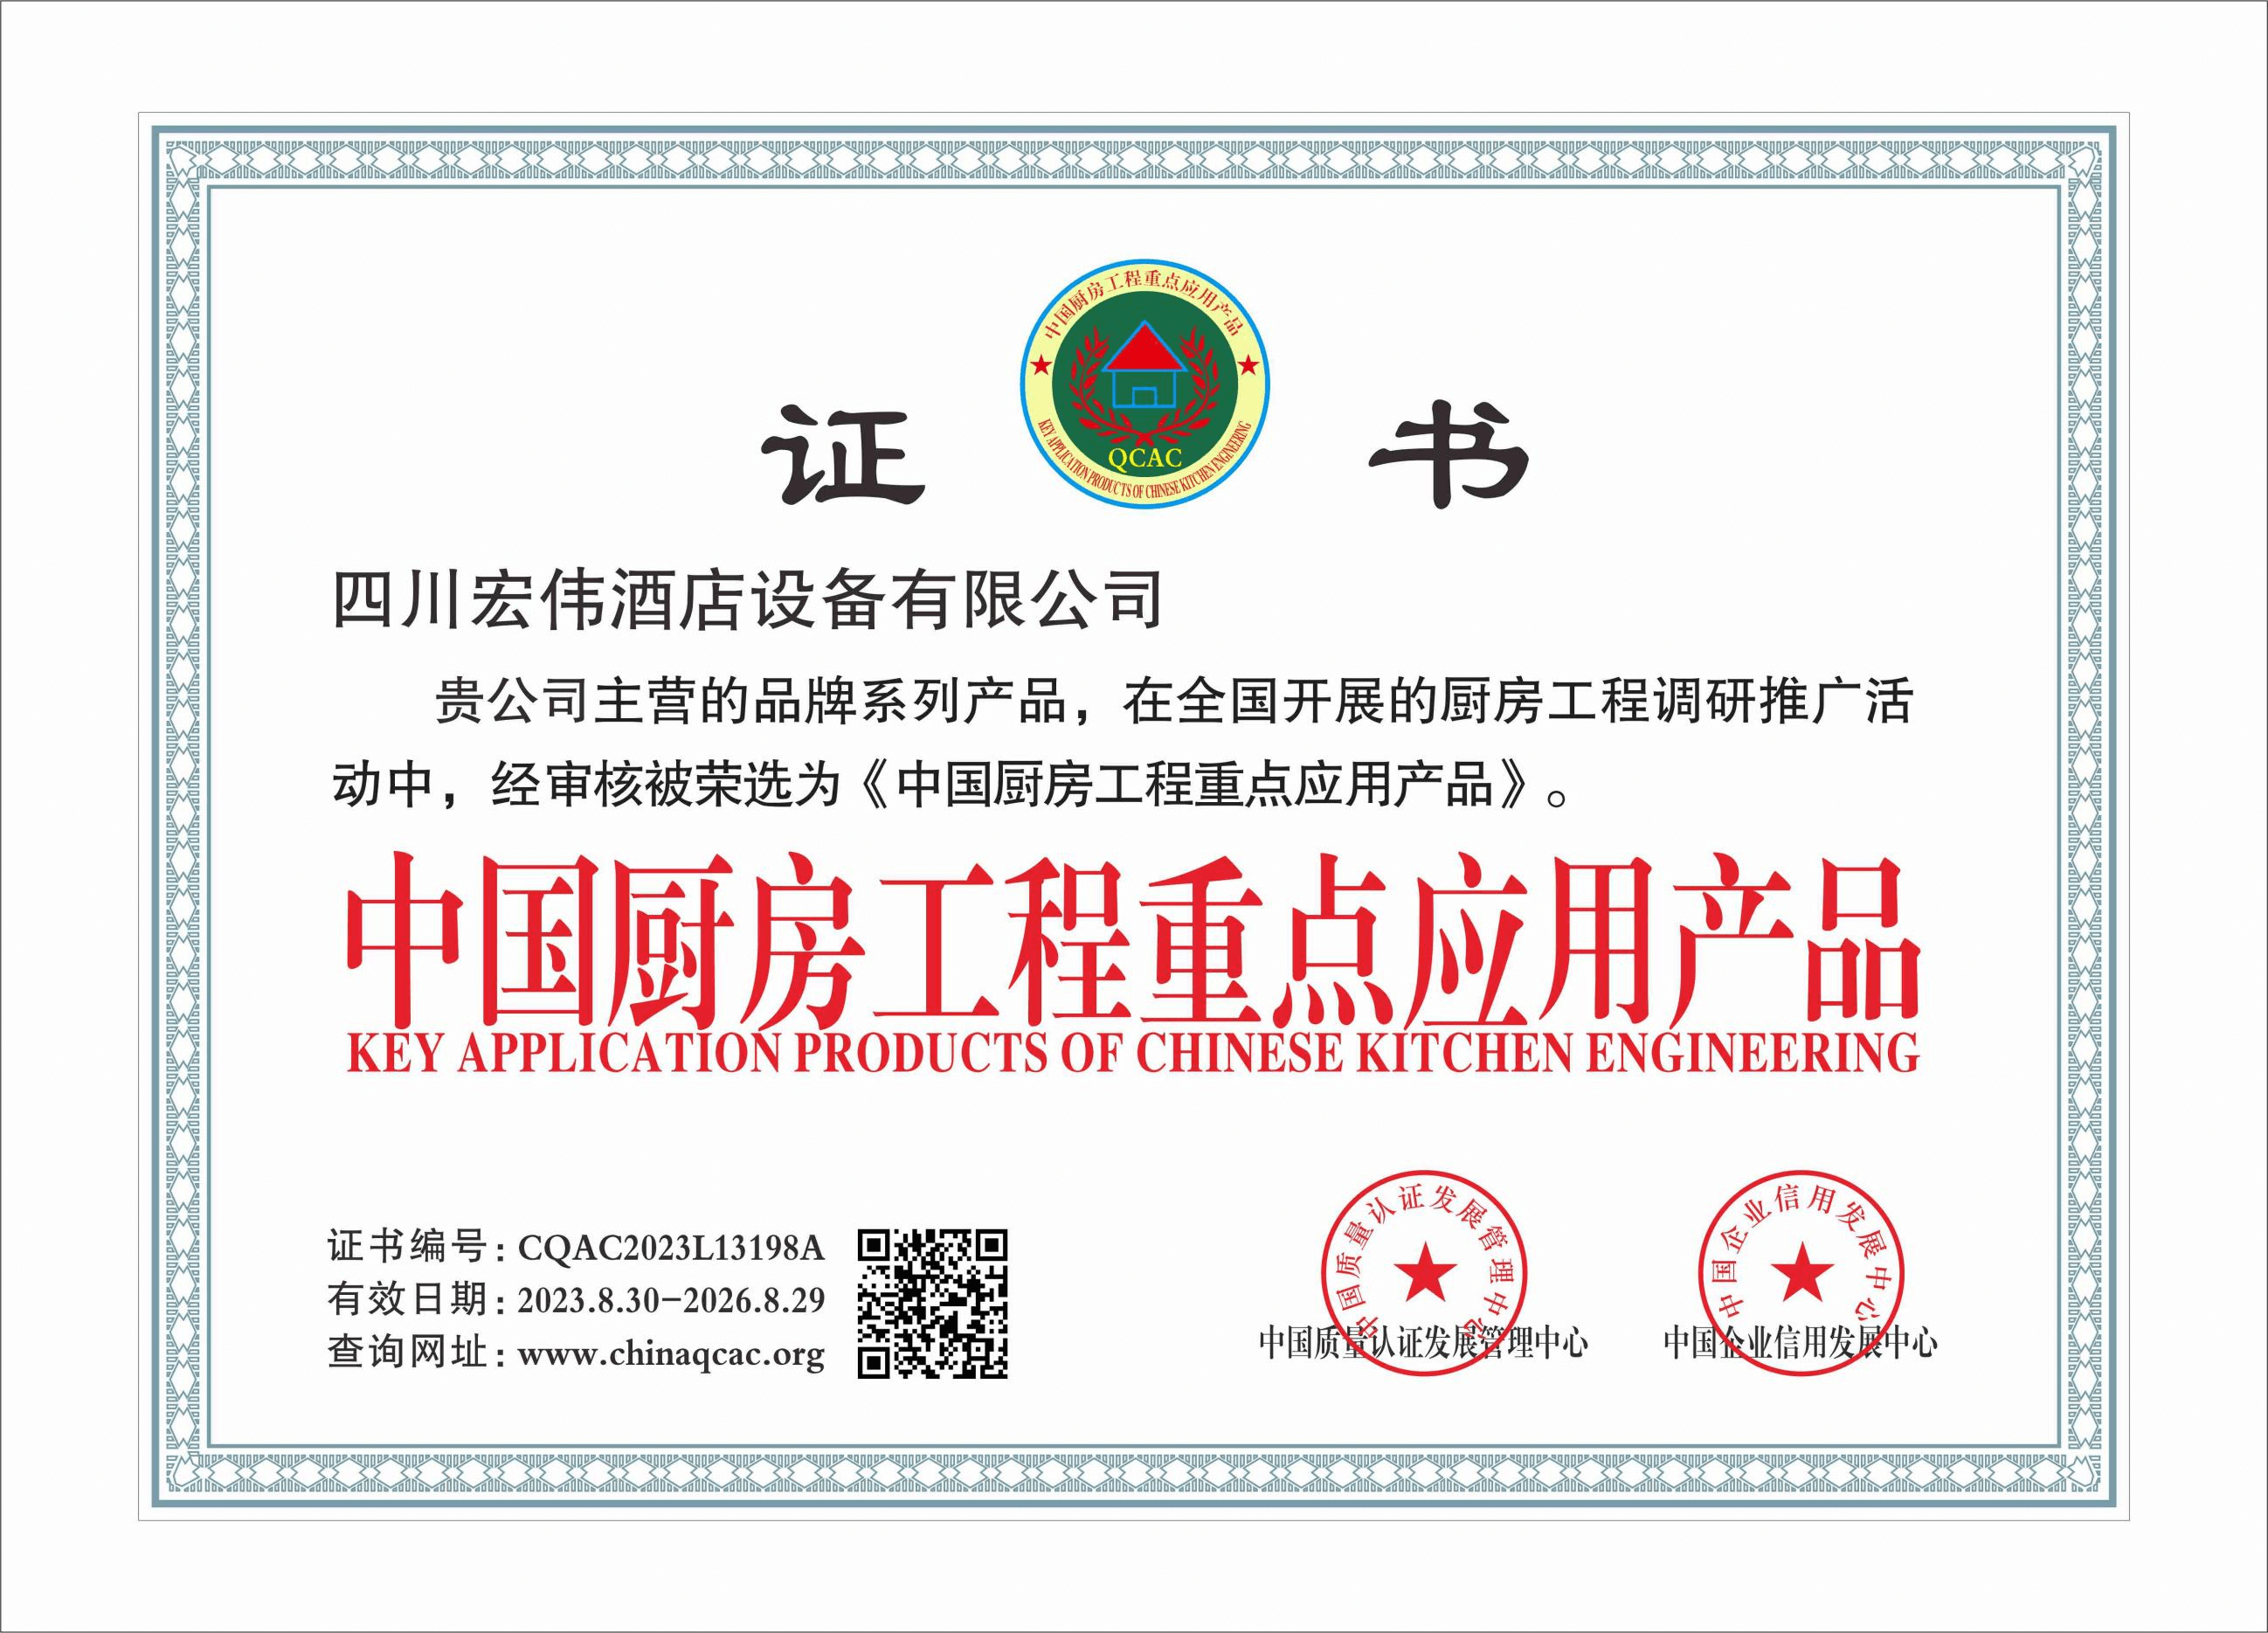 中国厨房工程重点应用产品
QCAC
KEY APPLICATION PRODUCTS OF CHINESE KITCHEN ENGINEERING
证 书
四川宏伟酒店设备有限公司
贵公司主营的品牌系列产品，在全国开展的厨房工程调研推广活
动中，经审核被荣选为《中国厨房工程重点应用产品》。
中国厨房工程重点应用产品
KEY APPLICATION PRODUCTS OF CHINESE KITCHEN ENGINEERING
证书编号：CQAC2023L13198A
有效日期：2023.8.30-2026.8.29
查询网址：www.chinaqcac.org
中国质量认证发展管理中心
中国质量认证发展管理中心
中国企业信用发展中心
中国企业信用发展中心